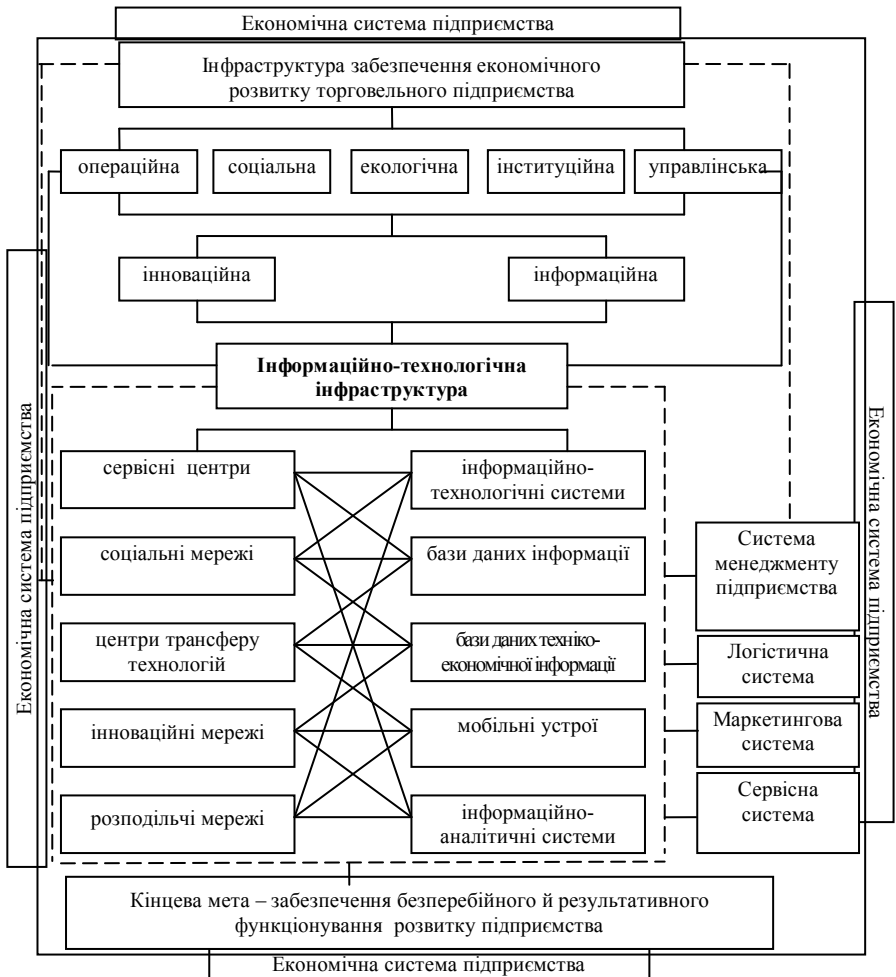 Економічна система підприємства
Інфраструктура забезпечення економічного
розвитку торговельного підприємства
операційна
соціальна
екологічна
інституційна
управлінська
інноваційна
інформаційна
Інформаційно-технологічна
інфраструктура
Економічна система підприємства
Економічна система підприємства
сервісні центри
інформаційно-
технологічні системи
соціальні мережі
бази даних інформації
центри трансферу
технологій
бази даних техніко-
економічної інформації
інноваційні мережі
мобільні устрої
розподільчі мережі
інформаційно-
аналітичні системи
Система
менеджменту
підприємства
Логістична
система
Маркетингова
система
Сервісна
система
Кінцева мета – забезпечення безперебійного й результативного
функціонування розвитку підприємства
Економічна система підприємства